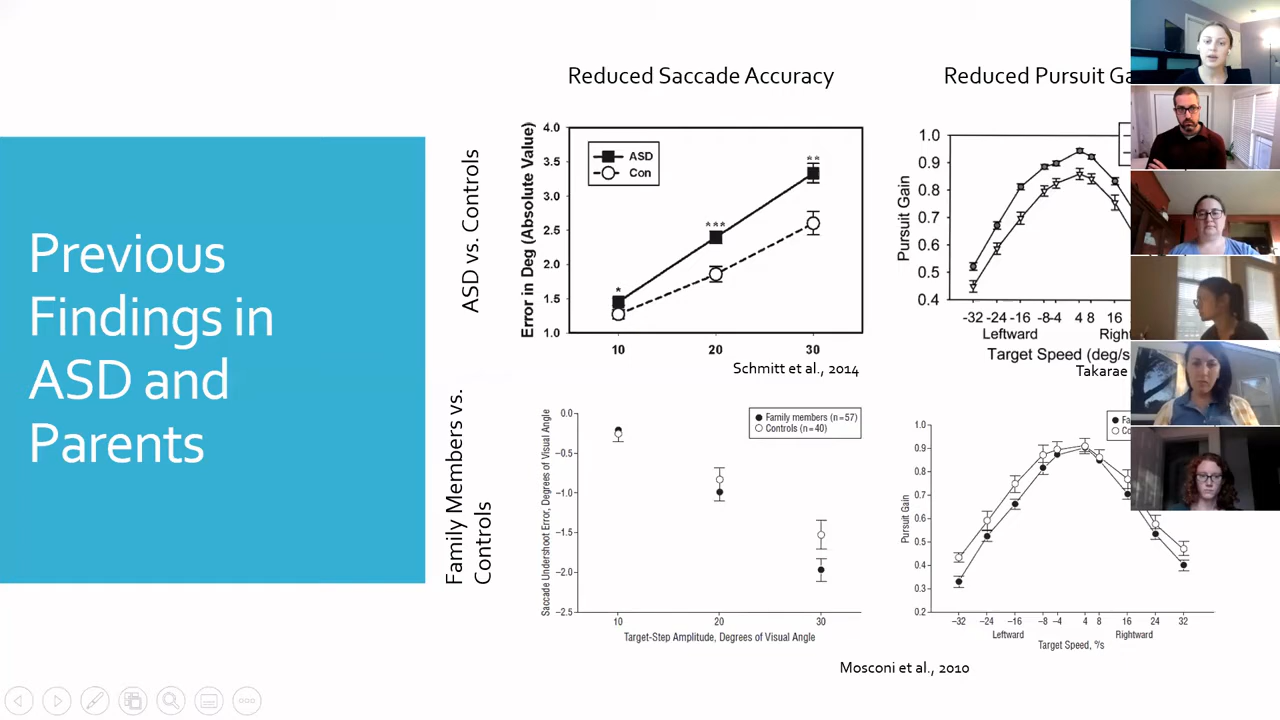 Previous
Findings in
ASD and
Parents
ASD vs. Controls
Family Members vs.
Controls
Reduced Saccade Accuracy
Error in Deg (Absolute Value)
4.0
3.5
3.0
2.5
2.0
1.5
1.0
ASD
Con
*
***
**
10 20 30
Schmitt et al., 2014
Reduced Pursuit Ga
Pursuit Gain
1.0
0.9
0.8
0.7
0.6
0.5
0.4
-32 -24 -16 -8 -4 4 8 16
Leftward Right
Target Speed (deg/s
Takarae
Saccade Undershoot Error, Degrees of Visual Angle
0.0
−0.5
−1.0
−1.5
−2.0
−2.5
Family members (n=57)
Controls (n=40)
10 20 30
Target-Step Amplitude, Degrees of Visual Angle
Pursuit Gain
1.0
0.9
0.8
0.7
0.6
0.5
0.4
0.3
0.2
Fa
Co
−32 −24 −16 −8 −4 4 8 16 24 32
Leftward Rightward
Target Speed, °/s
Mosconi et al., 2010